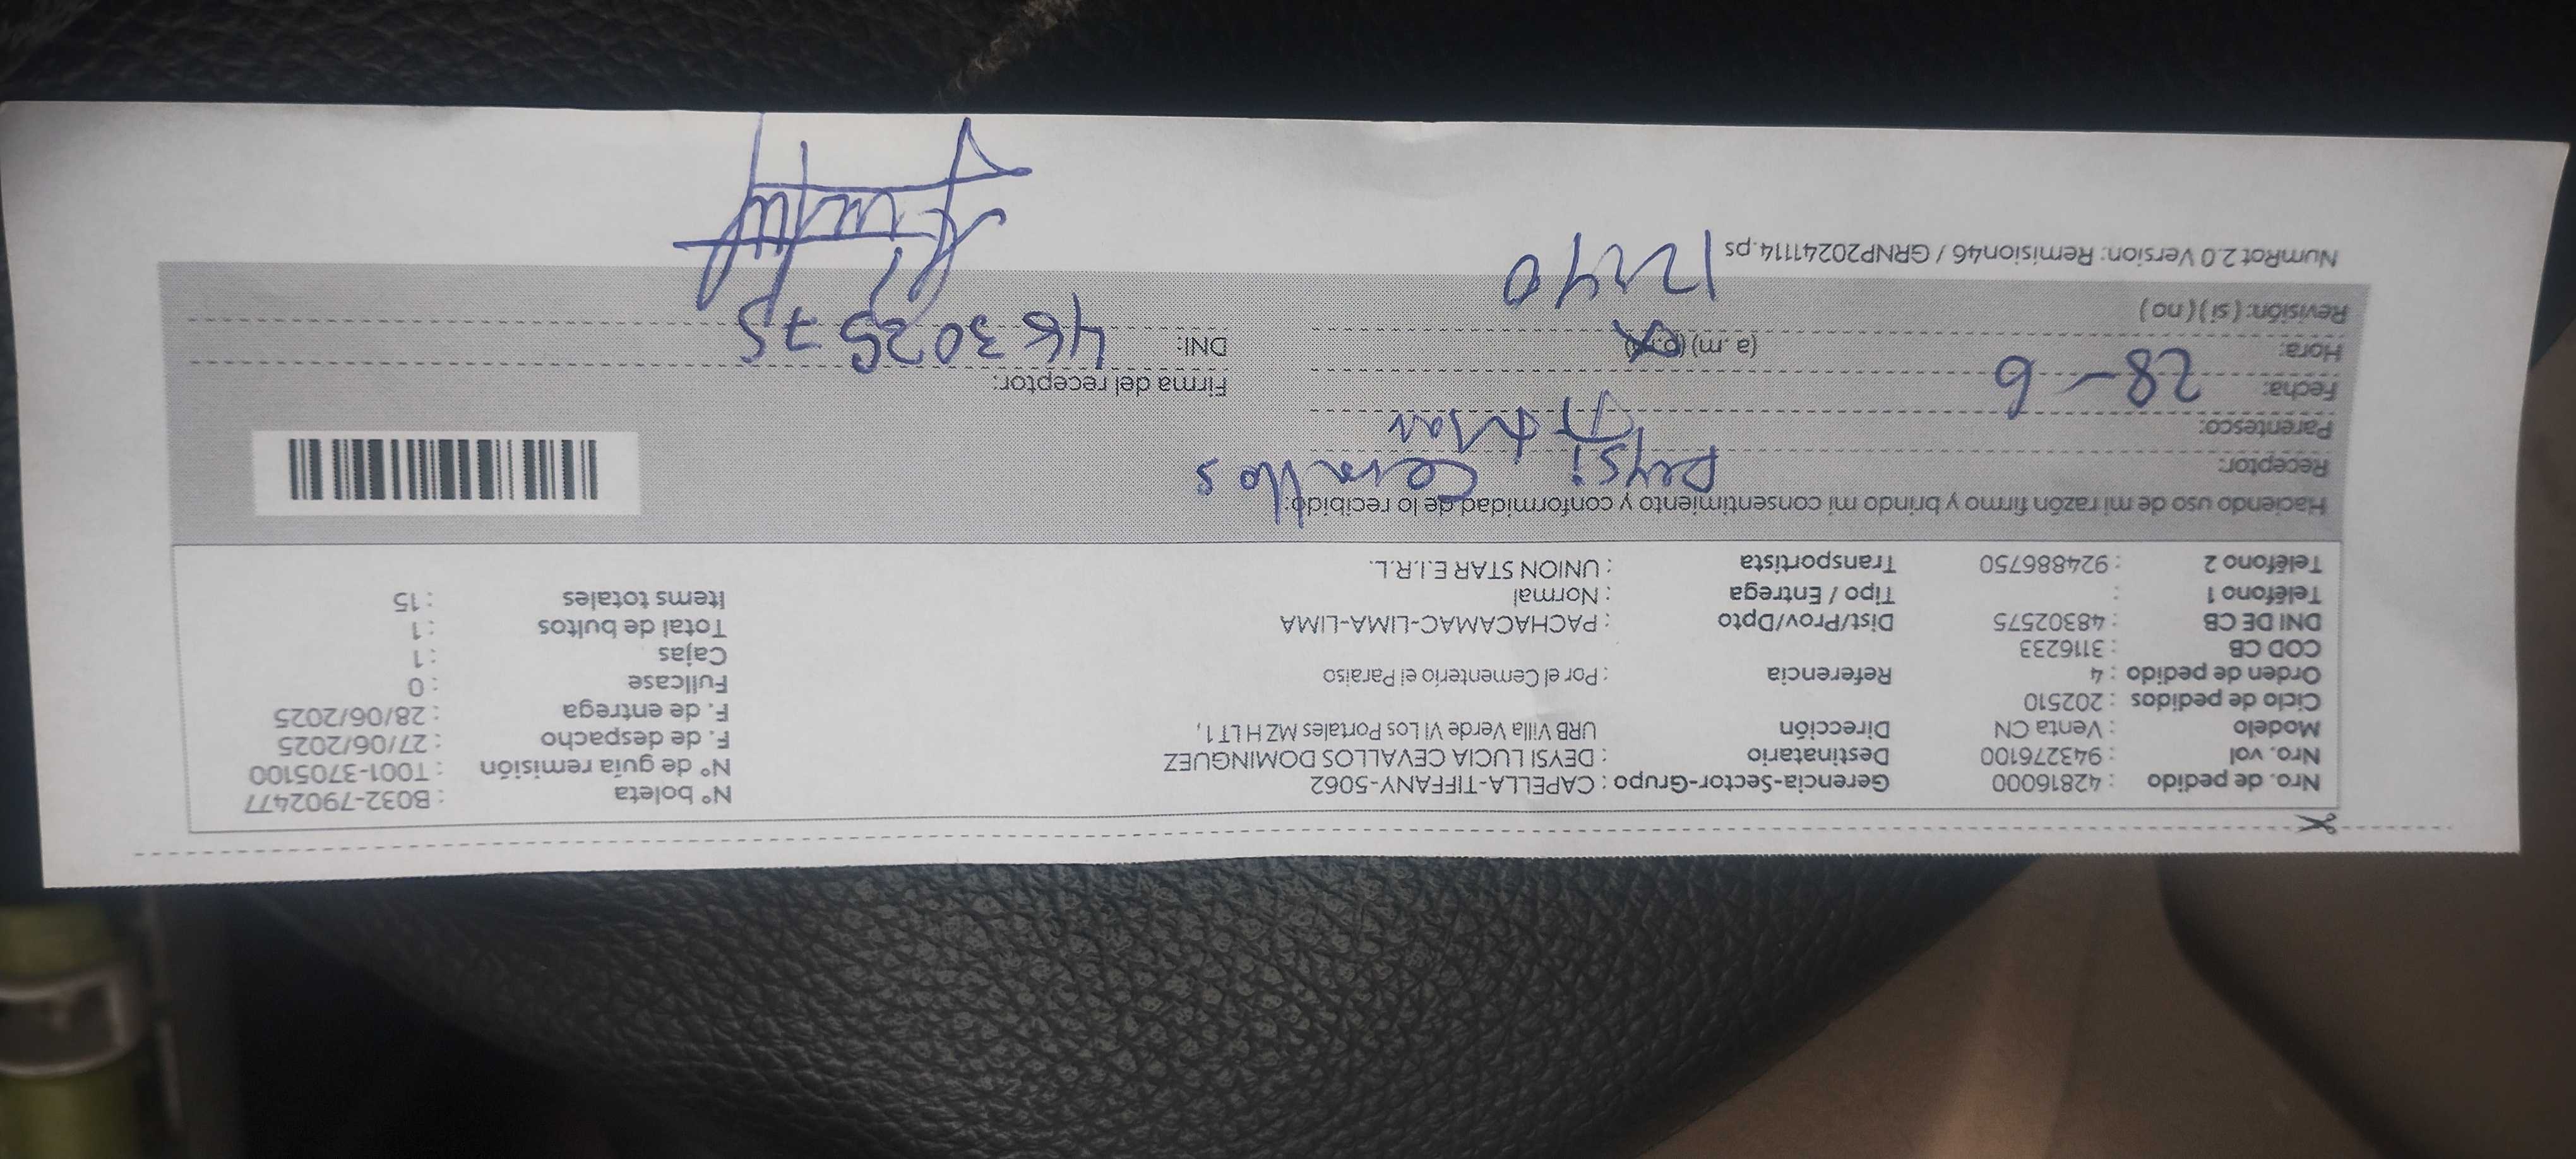 Nro. de pedido : 42816000 Gerencia-Sector-Grupo : CAPELLA-TIFFANY-5062 N° boleta : B032-7902477
Nro. vol : 943276100 Destinatario : DEYSI LUCIA CEVALLOS DOMINGUEZ N° de guía remisión : T001-3705100
Modelo : Venta CN Dirección URB Villa Verde VI Los Portales MZ H LT 1, F. de despacho : 27/06/2025
Ciclo de pedidos : 202510 F. de entrega : 28/06/2025
Orden de pedido : 4 Referencia : Por el Cementerio el Paraiso Fullcase : 0
COD CB : 3116233 Cajas : 1
DNI DE CB : 48302575 Dist/Prov/Dpto : PACHACAMAC-LIMA-LIMA Total de bultos : 1
Teléfono 1 : Tipo / Entrega : Normal Items totales : 15
Teléfono 2 : 924886750 Transportista : UNION STAR E.I.R.L.
Haciendo uso de mi razón firmo y brindo mi consentimiento y conformidad de lo recibido:
Receptor: Deysi Cevallos
Parentesco:
Fecha: 28-6 Firma del receptor:
Hora: (a.m) (p.m) DNI: 48302575
Revisión: (si) (no) 12:40
NumRot 2.0 Version: Remision46 / GRNP20241114.ps